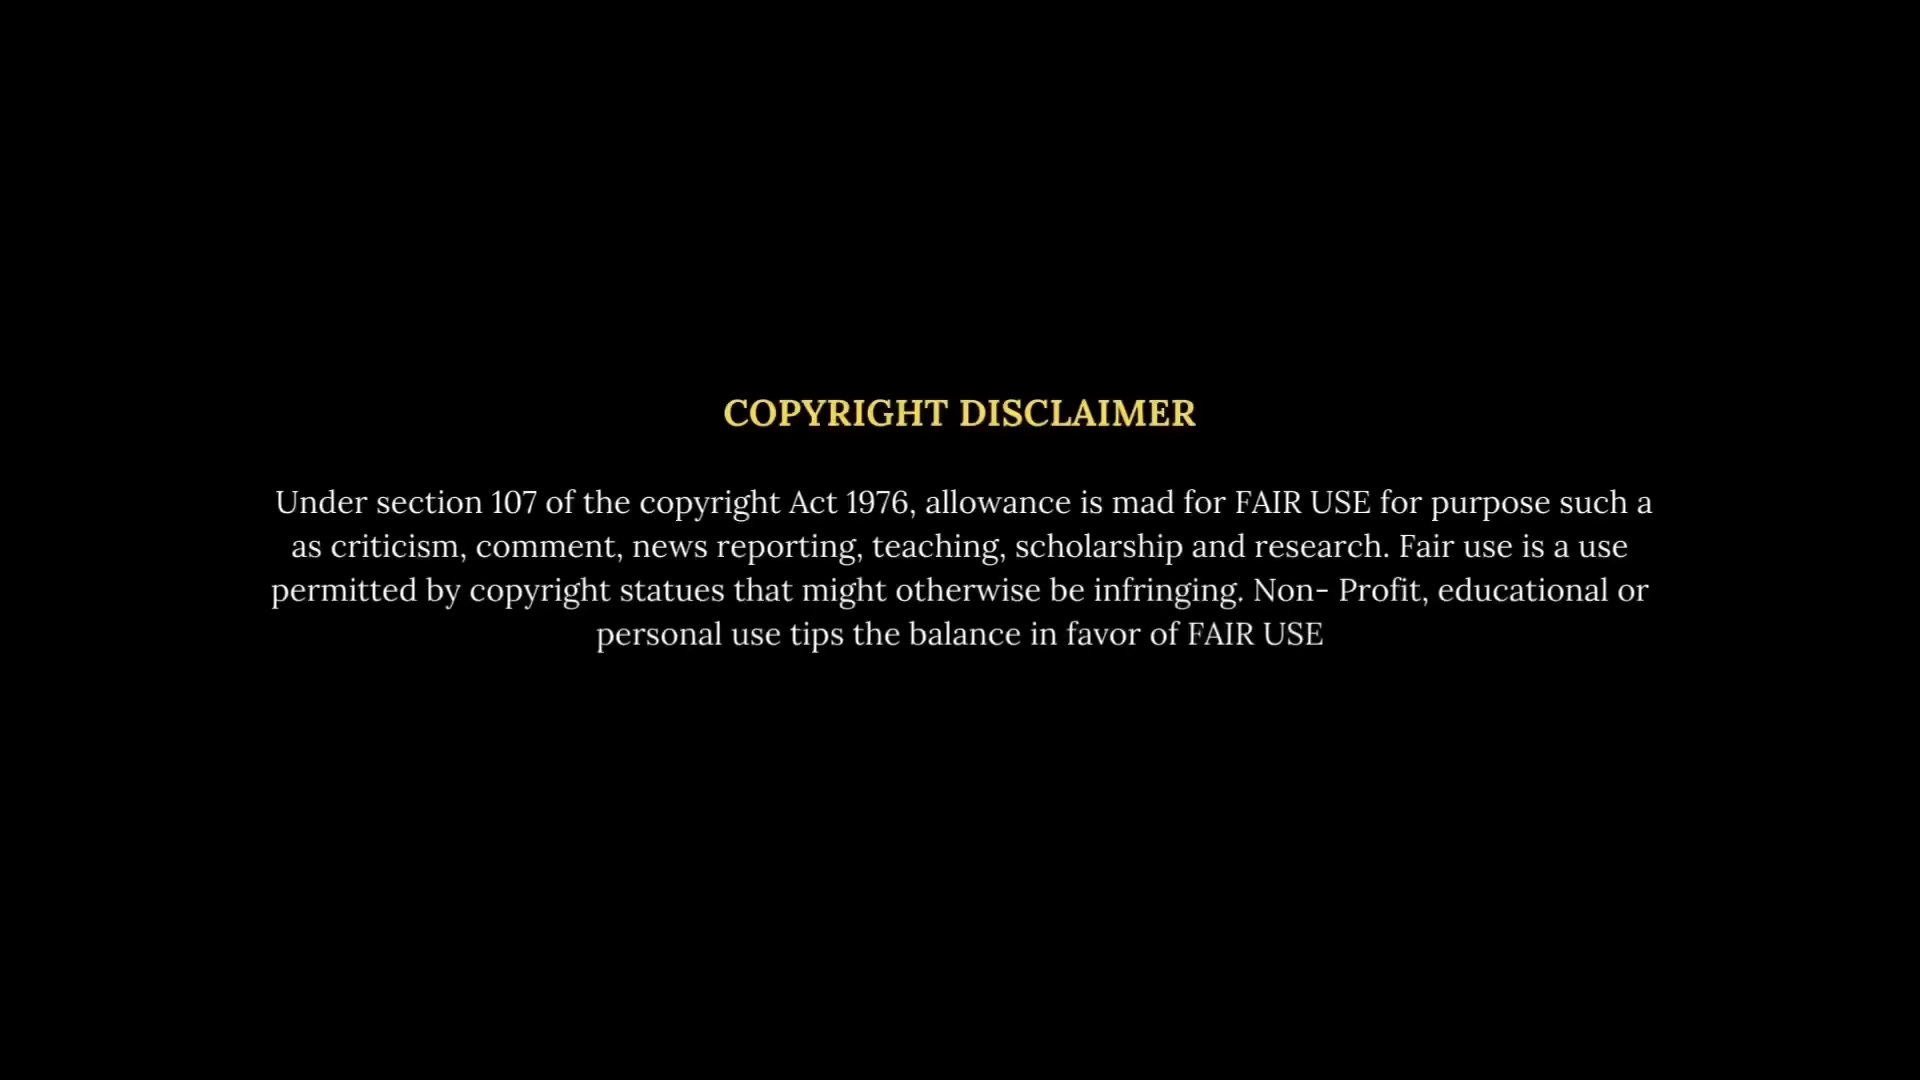 COPYRIGHT DISCLAIMER
Under section 107 of the copyright Act 1976, allowance is mad for FAIR USE for purpose such a
as criticism, comment, news reporting, teaching, scholarship and research. Fair use is a use
permitted by copyright statues that might otherwise be infringing. Non- Profit, educational or
personal use tips the balance in favor of FAIR USE